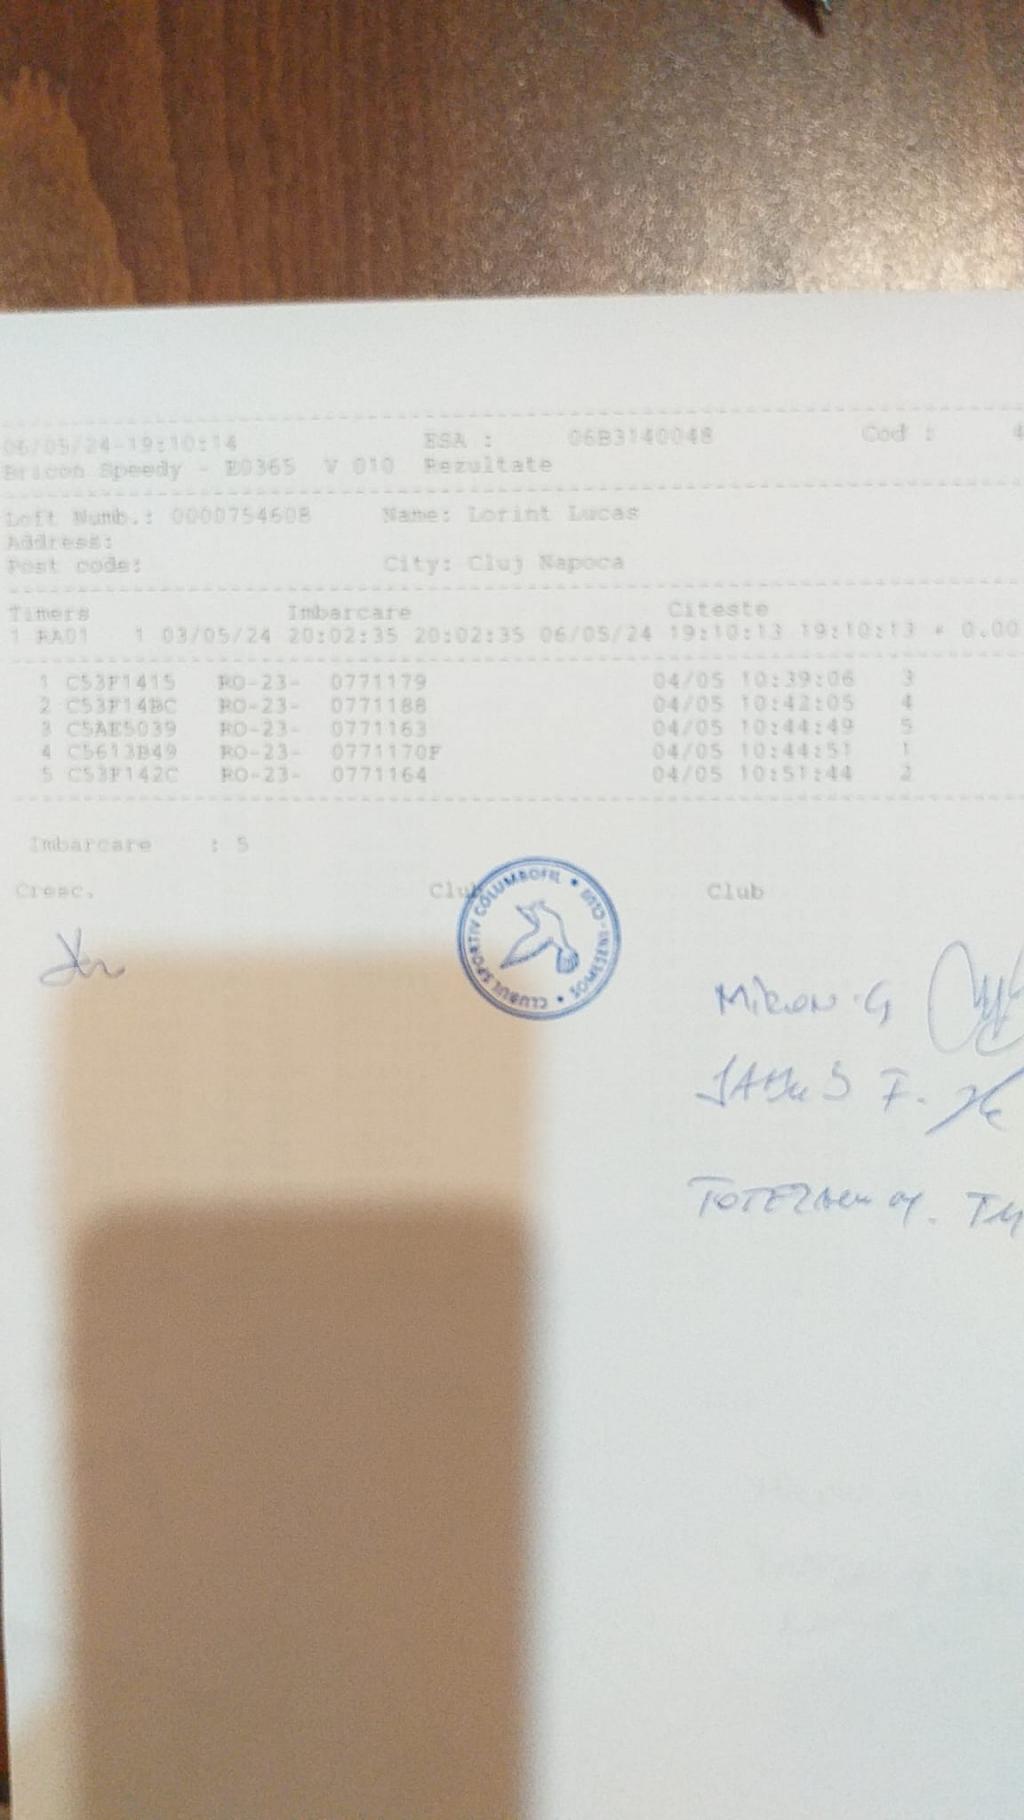 06/05/24-19:10:14 ESA : 06B3140048 Cod : 4
Bricon Speedy - E0365 V 010 Rezultate
Loft Numb.: 0000754608 Name: Lorint Lucas
Address:
Post code: City: Cluj Napoca
Timers Imbarcare Citeste
1 RA01 1 03/05/24 20:02:35 20:02:35 06/05/24 19:10:13 19:10:13 * 0.00
1 C53F1415 RO-23- 0771179 04/05 10:39:06 3
2 C53F14BC RO-23- 0771188 04/05 10:42:05 4
3 C5AE5039 RO-23- 0771163 04/05 10:44:49 5
4 C5613B49 RO-23- 0771170F 04/05 10:44:51 1
5 C53F142C RO-23- 0771164 04/05 10:51:44 2
Imbarcare : 5
Cresc. Club Club
CLUBUL SPORTIV COLUMBOFIL
Miron G